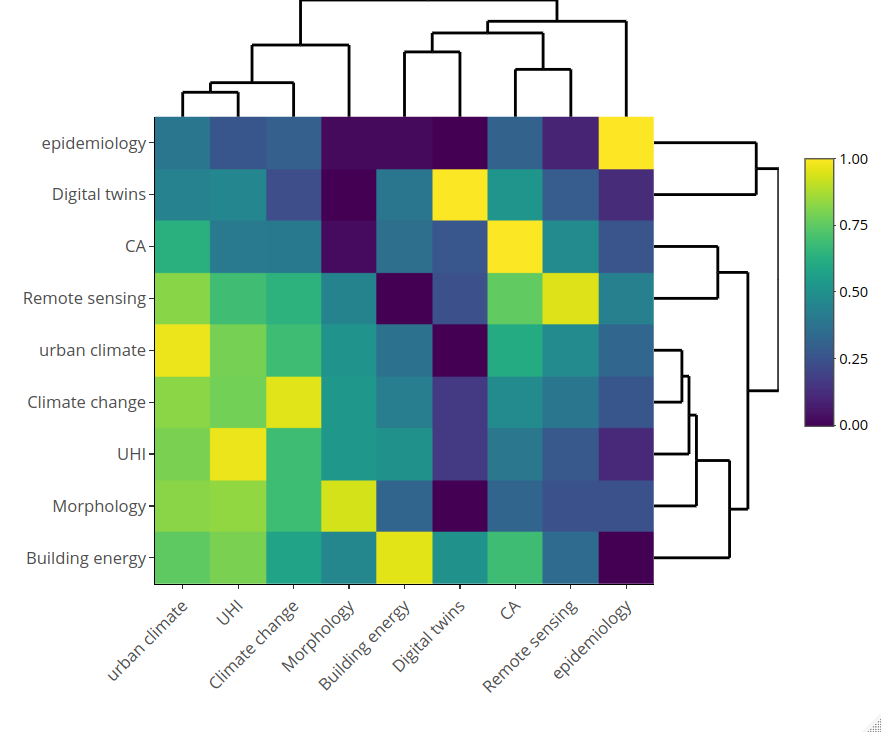 epidemiology
Digital twins
CA
Remote sensing
urban climate
Climate change
UHI
Morphology
Building energy
urban climate
UHI
Climate change
Morphology
Building energy
Digital twins
CA
Remote sensing
epidemiology
1.00
0.75
0.50
0.25
0.00